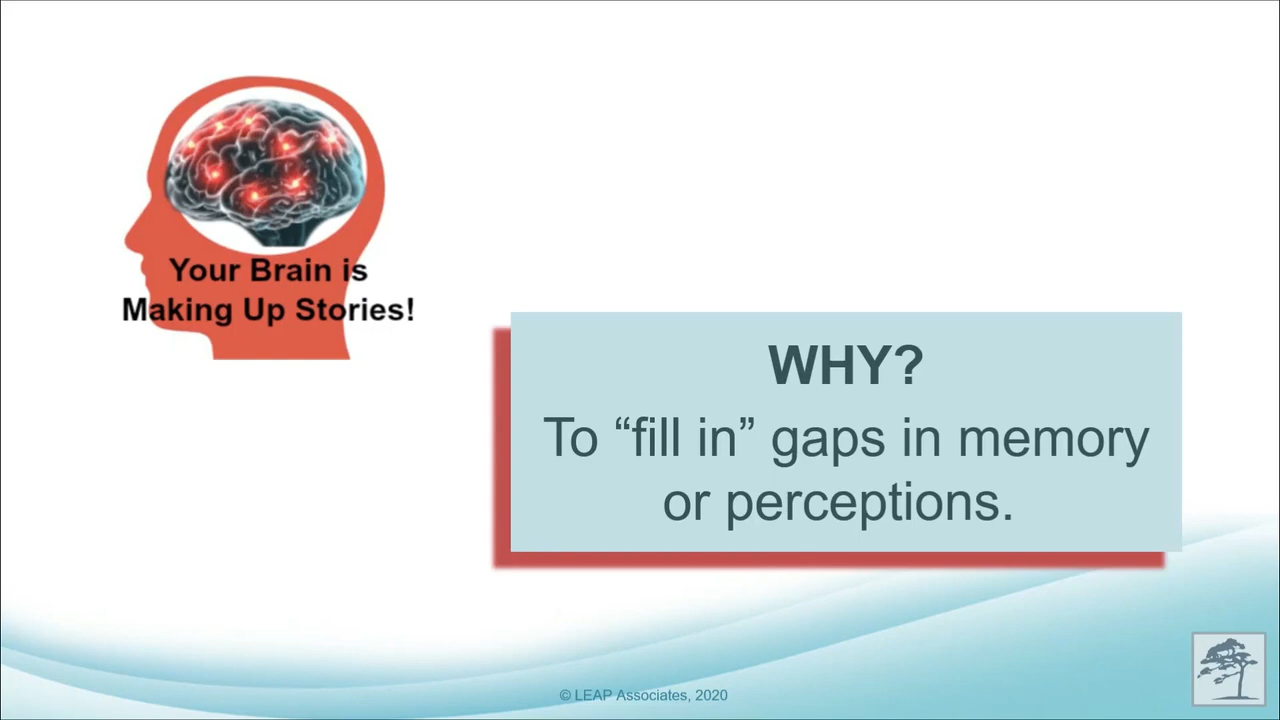 Your Brain is
Making Up Stories!
WHY?
To “fill in” gaps in memory
or perceptions.
© LEAP Associates, 2020